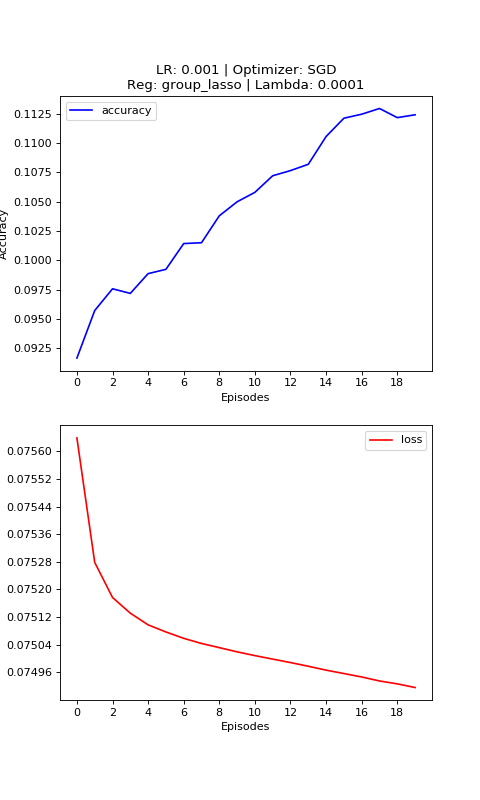 LR: 0.001 | Optimizer: SGD
Reg: group_lasso | Lambda: 0.0001
accuracy
0.1125
0.1100
0.1075
0.1050
0.1025
0.1000
0.0975
0.0950
0.0925
Accuracy
0 2 4 6 8 10 12 14 16 18
Episodes
loss
0.07560
0.07552
0.07544
0.07536
0.07528
0.07520
0.07512
0.07504
0.07496
0 2 4 6 8 10 12 14 16 18
Episodes